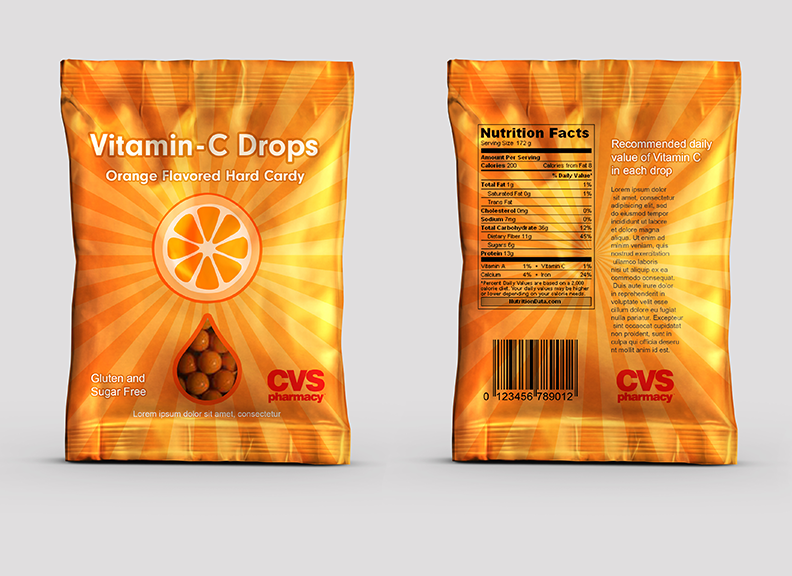 Vitamin-C Drops
Orange Flavored Hard Cardy
Gluten and
Sugar Free
CVS
pharmacy
Lorem ipsum dolor sit amet, consectetur
Nutrition Facts
Serving Size 172 g
Amount Per Serving
Calories 200 Calories from Fat 8
% Daily Value*
Total Fat 1g 1%
Saturated Fat 0g 1%
Trans Fat
Cholesterol 0mg 0%
Sodium 7mg 0%
Total Carbohydrate 36g 12%
Dietary Fiber 11g 45%
Sugars 6g
Protein 13g
Vitamin A 1% • Vitamin C 1%
Calcium 4% • Iron 24%
*Percent Daily Values are based on a 2,000
calorie diet. Your daily values may be higher
or lower depending on your calorie needs.
NutritionData.com
0 123456 789012
Recommended daily
value of Vitamin C
in each drop
Lorem ipsum dolor
sit amet, consectetur
adipisicing elit, sed
do eiusmod tempor
incididunt ut labore
et dolore magna
aliqua. Ut enim ad
minim veniam, quis
nostrud exercitation
ullamco laboris
nisi ut aliquip ex ea
commodo consequat.
Duis aute irure dolor
in reprehenderit in
voluptate velit esse
cillum dolore eu fugiat
nulla pariatur. Excepteur
sint occaecat cupidatat
non proident, sunt in
culpa qui officia deseru
nt mollit anim id est.
CVS
pharmacy